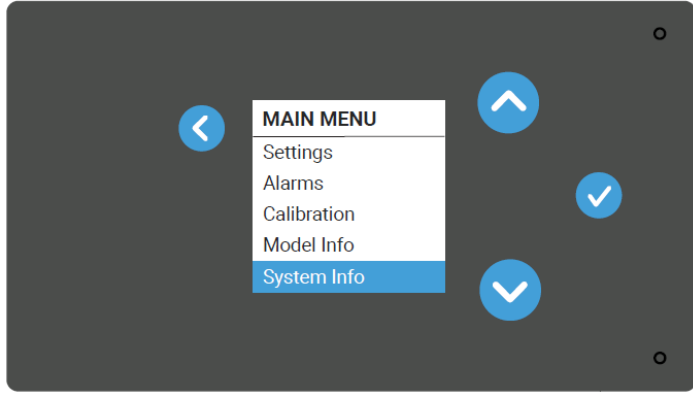 MAIN MENU
Settings
Alarms
Calibration
Model Info
System Info